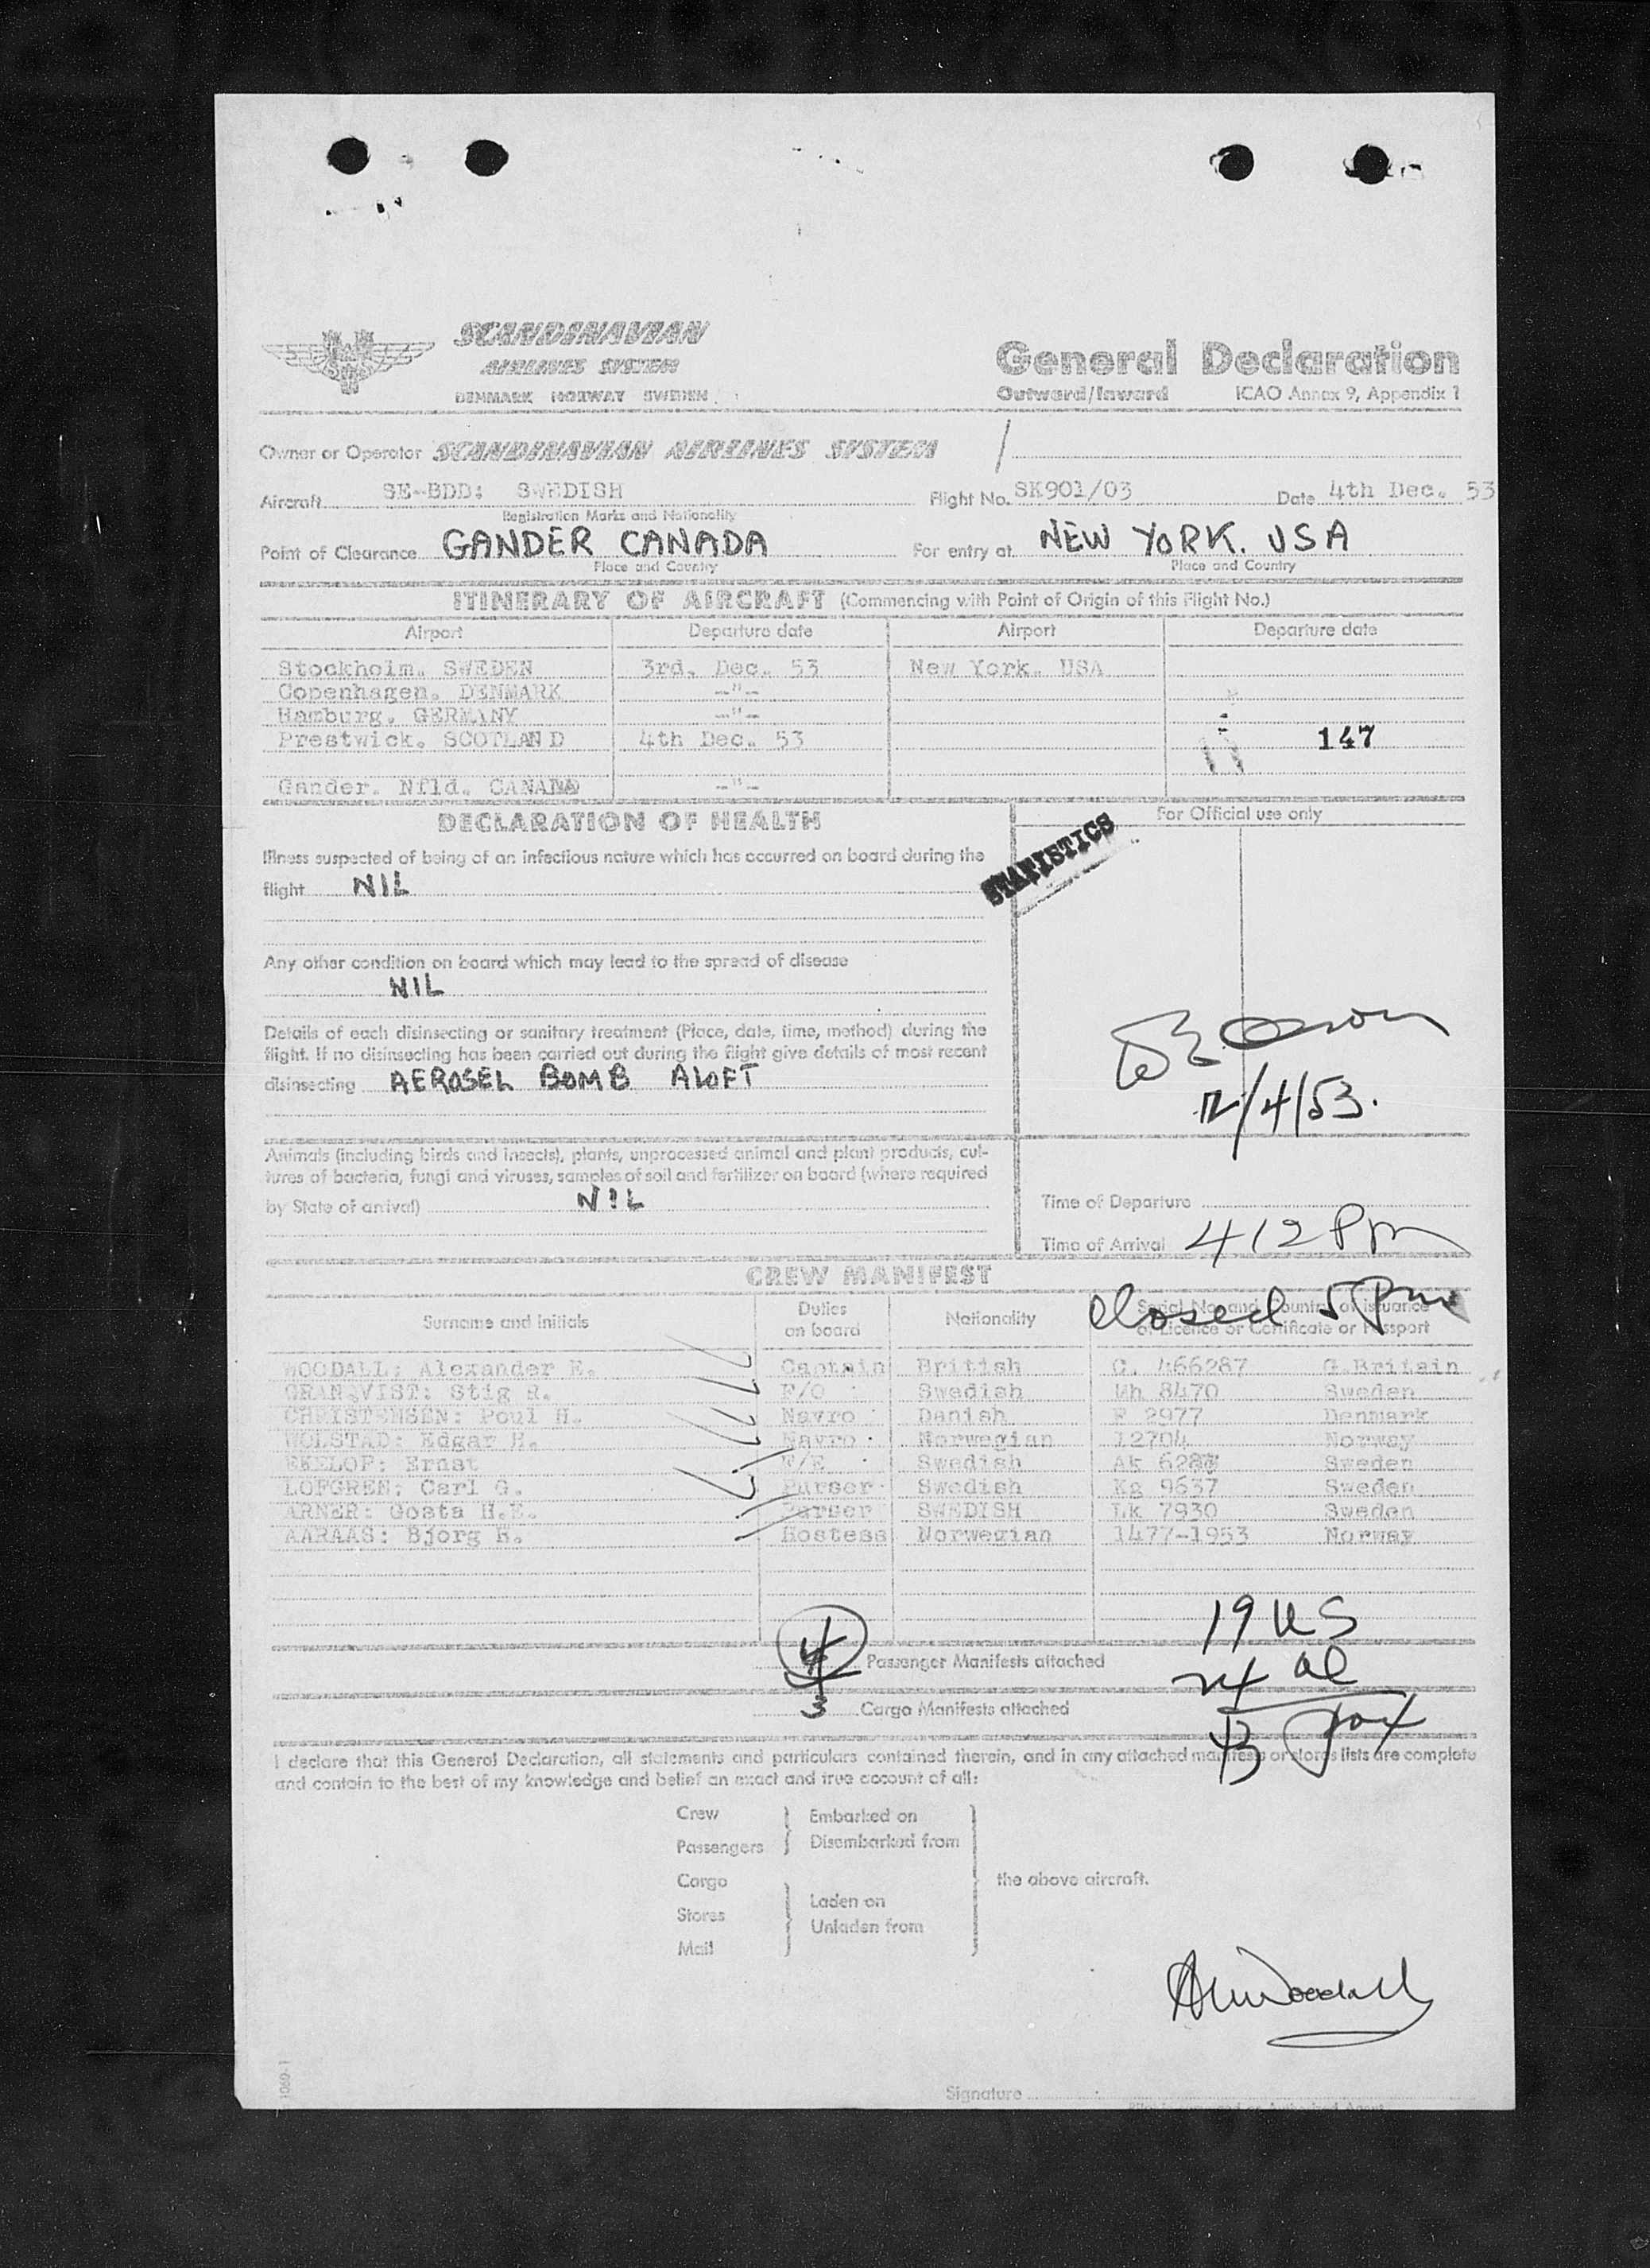 SCANDINAVIAN
AIRLINES SYSTEM
DENMARK NORWAY SWEDEN
General Declaration
Outward/Inward ICAO Annex 9, Appendix 1
Owner or Operator SCANDINAVIAN AIRLINES SYSTEM
Aircraft SE-BDD: SWEDISH Flight No. SK901/03 Date 4th Dec. 53
Registration Marks and Nationality
Point of Clearance GANDER CANADA For entry at NEW YORK. USA
Place and Country Place and Country
ITINERARY OF AIRCRAFT (Commencing with Point of Origin of this Flight No.)
Airport Departure date Airport Departure date
Stockholm. SWEDEN 3rd. Dec. 53 New York. USA
Copenhagen. DENMARK -"-
Hamburg. GERMANY -"-
Prestwick. SCOTLAND 4th Dec. 53 147
Gander. Nfld. CANADA -"-
DECLARATION OF HEALTH
For Official use only
STATISTICS
Illness suspected of being of an infectious nature which has occurred on board during the
flight NIL
Any other condition on board which may lead to the spread of disease
NIL
Details of each disinsecting or sanitary treatment (Place, date, time, method) during the
flight. If no disinsecting has been carried out during the flight give details of most recent
disinsecting AEROSEL BOMB ALOFT
12/4/53.
Animals (including birds and insects), plants, unprocessed animal and plant products, cul-
tures of bacteria, fungi and viruses, samples of soil and fertilizer on board (where required
by State of arrival) NIL
Time of Departure
Time of Arrival 412 Pm
CREW MANIFEST
closed 5 Pm
Surname and Initials Duties on board Nationality Serial No. and Country of issuance of Licence or Certificate or Passport
WOODALL: Alexander E. Captain British C. 466287 G.Britain
GRANQVIST: Stig R. F/O Swedish Wh 8470 Sweden
CHRISTENSEN: Poul H. Navro Danish F 2977 Denmark
WOLSTAD: Edgar H. Navro Norwegian 12704 Norway
EKELOF: Ernst F/E Swedish Ak Sweden
LOFGREN: Carl G. Purser Swedish Kg 9637 Sweden
ARNER: Gosta H.E. Purser SWEDISH Lk 7930 Sweden
AARAAS: Bjorg H. Hostess Norwegian 1477-1953 Norway
19 US
4 Passenger Manifests attached
24 al
3 Cargo Manifests attached
43 pax
I declare that this General Declaration, all statements and particulars contained therein, and in any attached manifests or stores lists are complete
and contain to the best of my knowledge and belief an exact and true account of all:
Crew Embarked on
Passengers Disembarked from
Cargo the above aircraft.
Stores Laden on
Unladen from
Mail
Woodall
1069-1
Signature